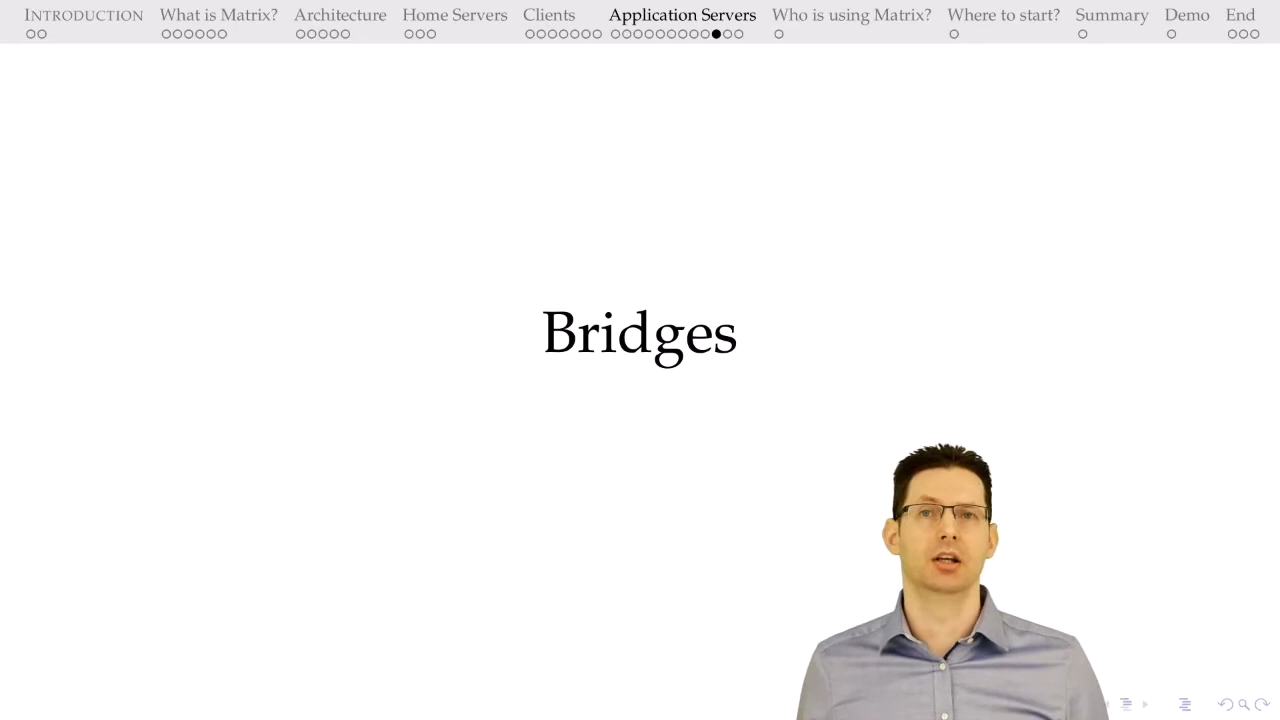 INTRODUCTION What is Matrix? Architecture Home Servers Clients Application Servers Who is using Matrix? Where to start? Summary Demo End
Bridges